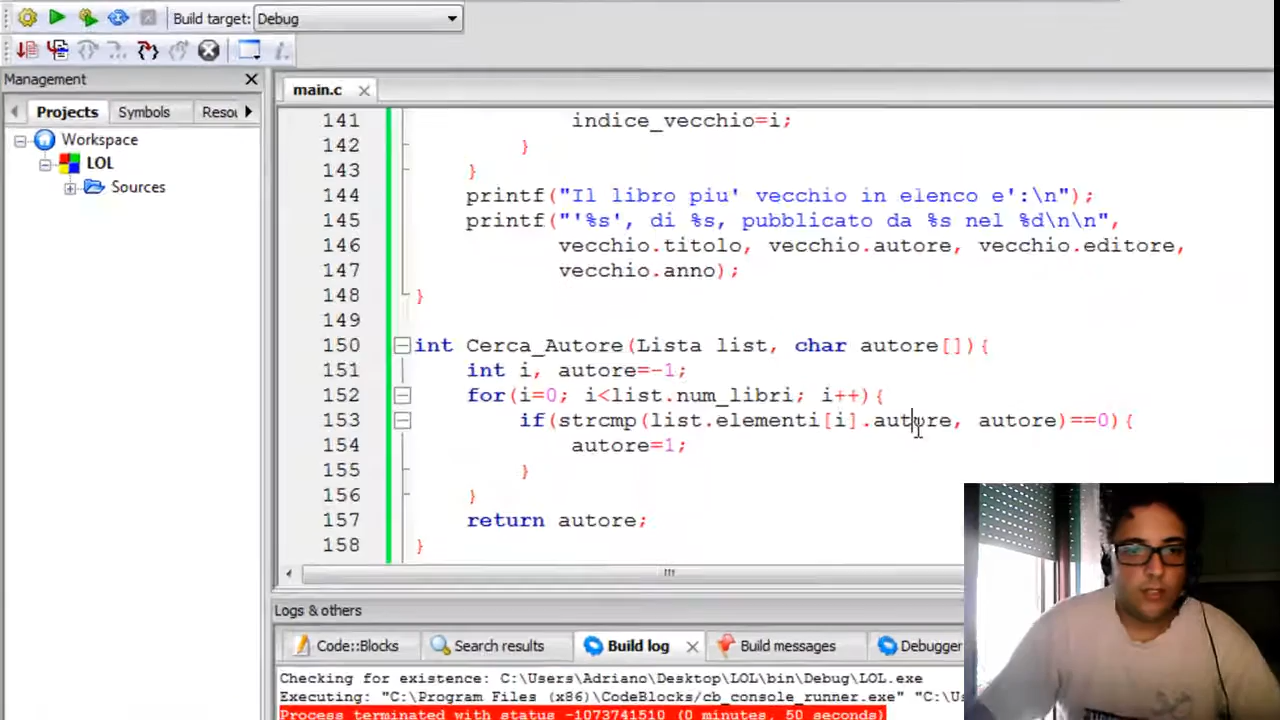 Build target: Debug
Management
main.c
Projects Symbols
Workspace
LOL
Sources
141 indice_vecchio=i;
142 }
143 }
144 printf("Il libro piu' vecchio in elenco e':\n");
145 printf("'%s', di %s, pubblicato da %s nel %d\n\n",
146 vecchio.titolo, vecchio.autore, vecchio.editore,
147 vecchio.anno);
148 }
149
150 int Cerca_Autore(Lista list, char autore[]){
151 int i, autore=-1;
152 for(i=0; i<list.num_libri; i++){
153 if(strcmp(list.elementi[i].autore, autore)==0){
154 autore=1;
155 }
156 }
157 return autore;
158 }
Logs & others
Code::Blocks Search results Build log Build messages Debugger
Checking for existence: C:\Users\Adriano\Desktop\LOL\bin\Debug\LOL.exe
Executing: "C:\Program Files (x86)\CodeBlocks/cb_console_runner.exe" "C:\
Process terminated with status -1073741510 (0 minutes, 50 seconds)